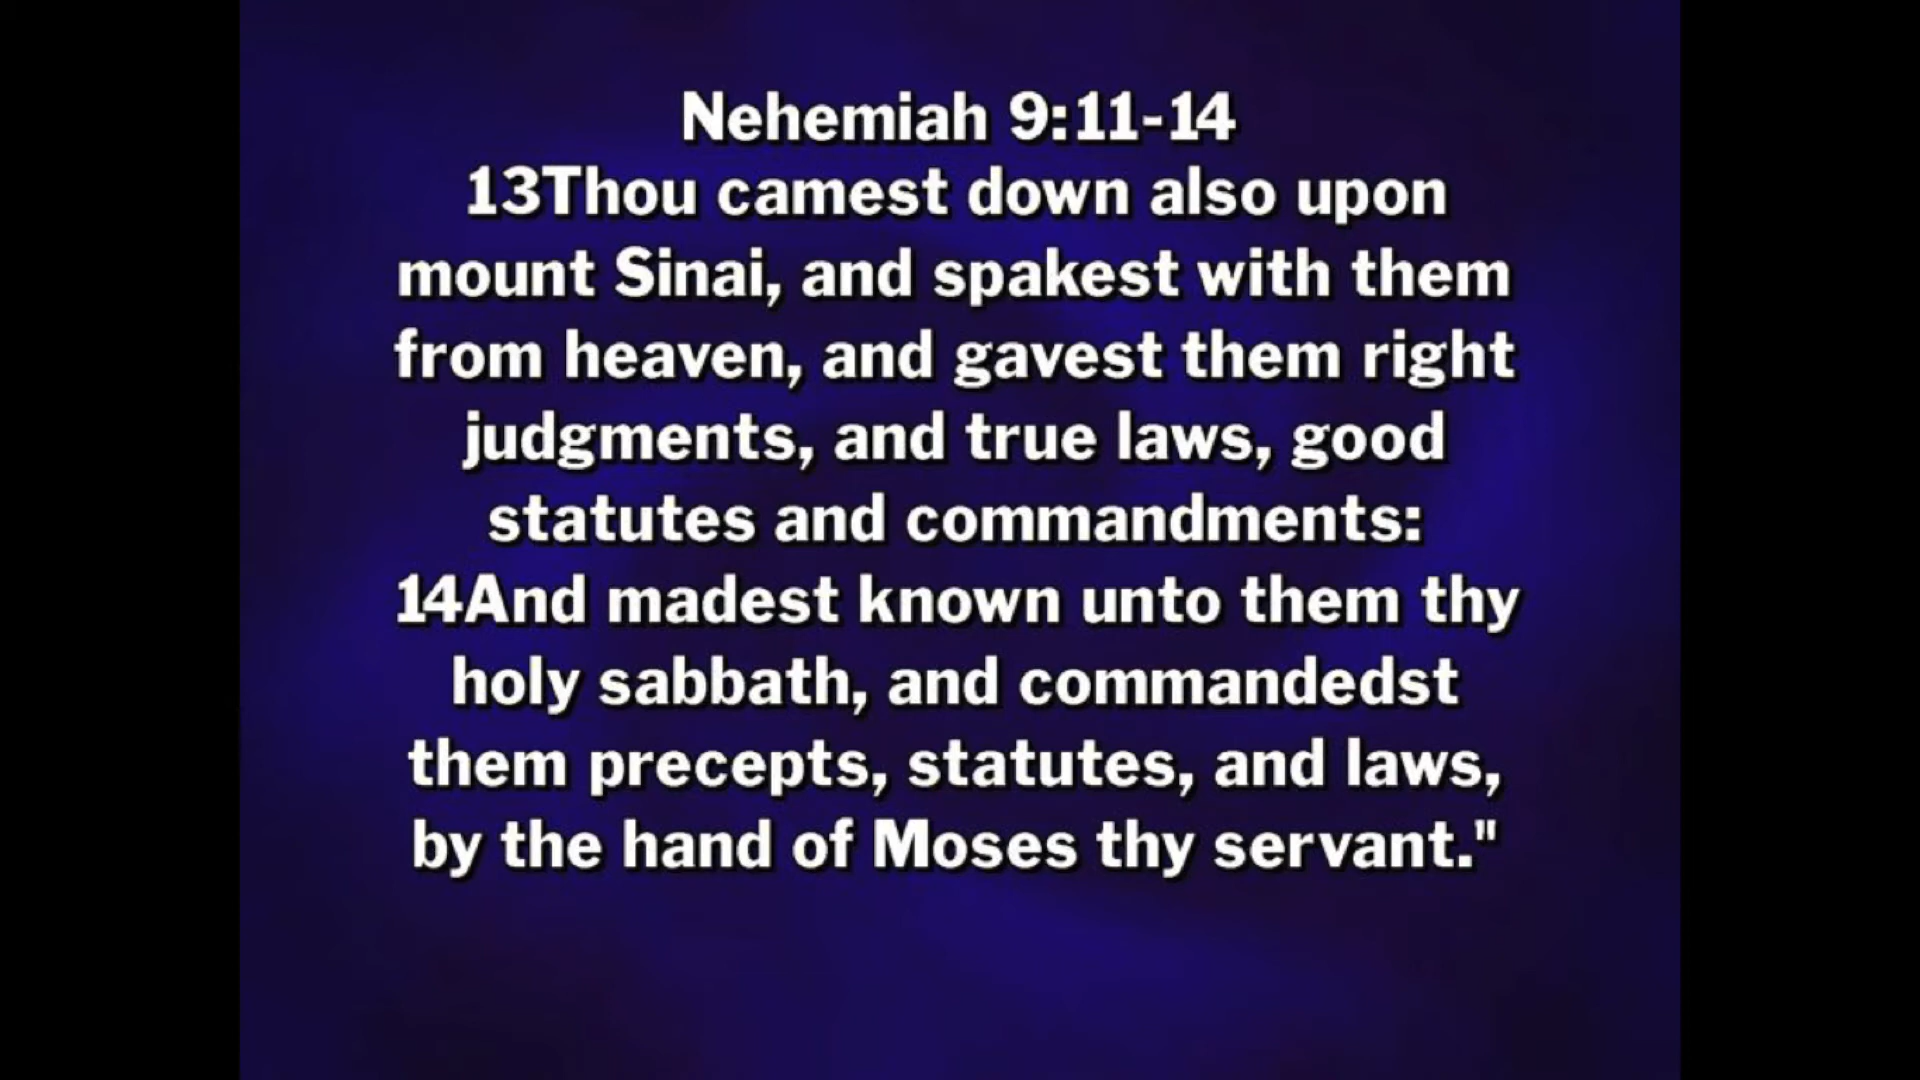 Nehemiah 9:11-14
13Thou camest down also upon
mount Sinai, and spakest with them
from heaven, and gavest them right
judgments, and true laws, good
statutes and commandments:
14And madest known unto them thy
holy sabbath, and commandedst
them precepts, statutes, and laws,
by the hand of Moses thy servant."